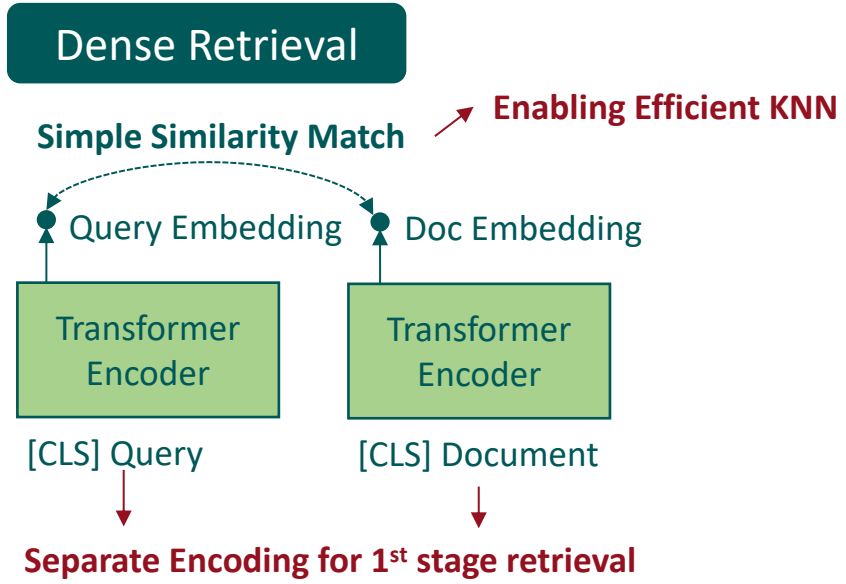 Dense Retrieval
Enabling Efficient KNN
Simple Similarity Match
Query Embedding
Doc Embedding
Transformer
Encoder
Transformer
Encoder
[CLS] Query
[CLS] Document
Separate Encoding for 1st stage retrieval